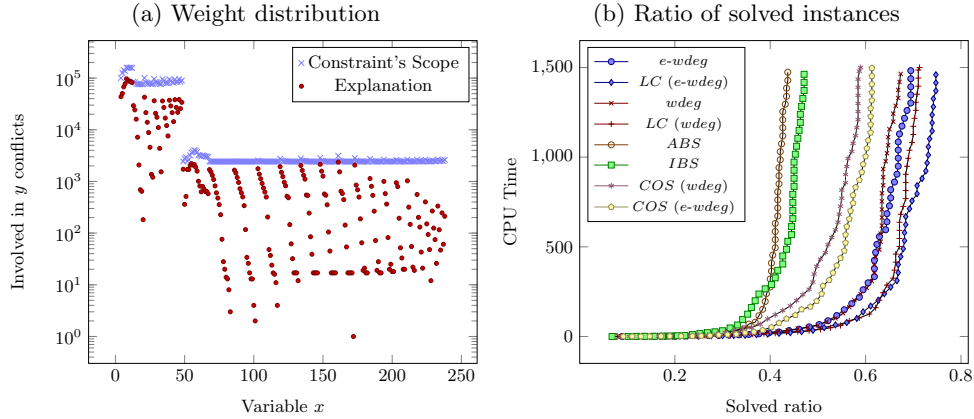 (a) Weight distribution
Constraint's Scope
Explanation
10^5
10^4
10^3
10^2
10^1
10^0
0
50
100
150
200
250
Involved in y conflicts
Variable x
(b) Ratio of solved instances
e-wdeg
LC (e-wdeg)
wdeg
LC (wdeg)
ABS
IBS
COS (wdeg)
COS (e-wdeg)
1,500
1,000
500
0
0.2
0.4
0.6
0.8
CPU Time
Solved ratio